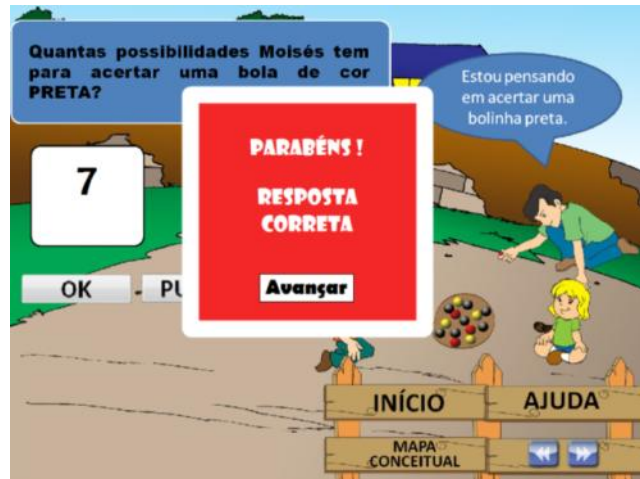 Quantas possibilidades Moisés tem
para acertar uma bola de cor
PRETA?
Estou pensando
em acertar uma
bolinha preta.
7
PARABÉNS !
RESPOSTA
CORRETA
Avançar
OK
INÍCIO
AJUDA
MAPA
CONCEITUAL